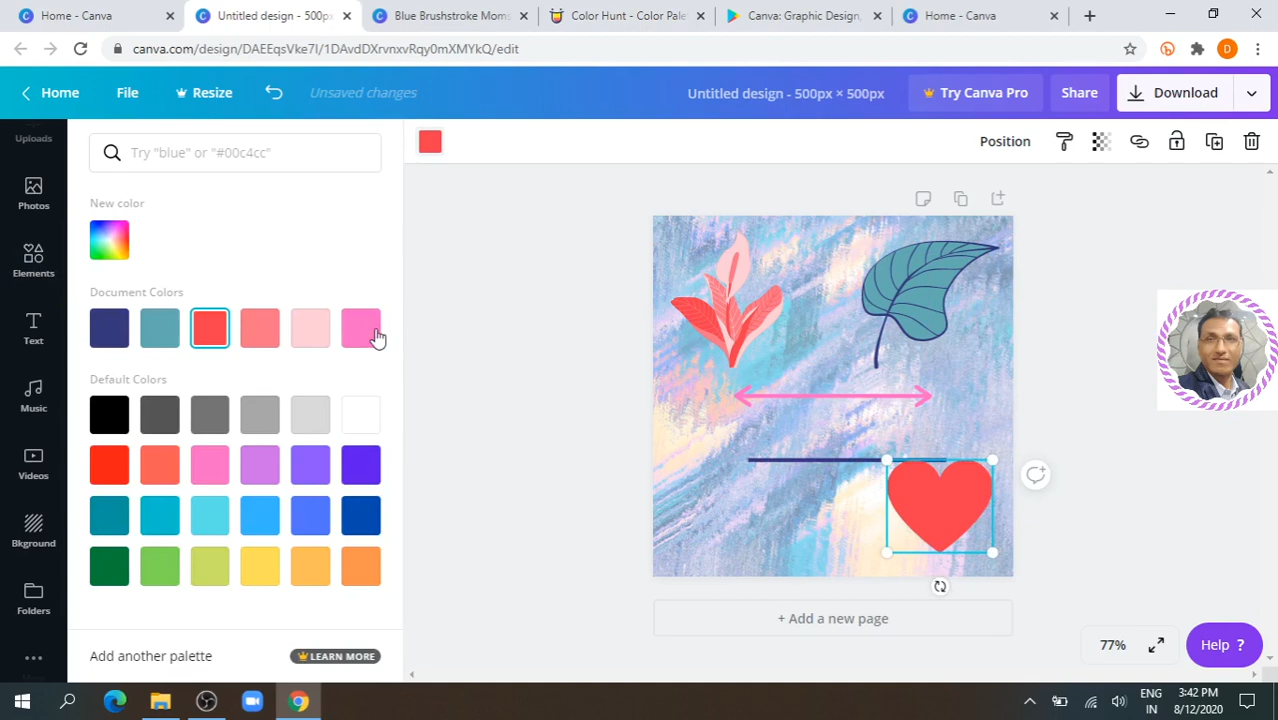 Home - Canva
Untitled design - 500px
Blue Brushstroke Moms
Color Hunt - Color Pale
Canva: Graphic Design,
Home - Canva
canva.com/design/DAEEqsVke7I/1DAvdDXrvnxvRqy0mXMYkQ/edit
D
Home
File
Resize
Unsaved changes
Untitled design - 500px × 500px
Try Canva Pro
Share
Download
Uploads
Photos
Elements
Text
Music
Videos
Bkground
Folders
Try "blue" or "#00c4cc"
New color
Document Colors
Default Colors
Add another palette
LEARN MORE
Position
+ Add a new page
77%
Help ?
ENG
IN
3:42 PM
8/12/2020